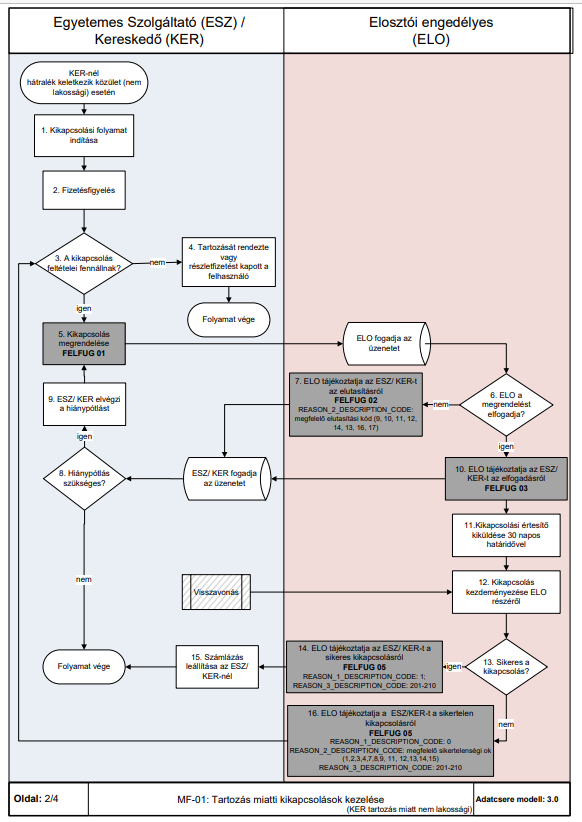 Egyetemes Szolgáltató (ESZ) /
Kereskedő (KER)
Elosztói engedélyes
(ELO)
KER-nél
hátralék keletkezik közület (nem
lakossági) esetén
1. Kikapcsolási folyamat
indítása
2. Fizetésfigyelés
3. A kikapcsolás
feltételei fennállnak?
nem
4. Tartozását rendezte
vagy
részletfizetést kapott a
felhasználó
igen
Folyamat vége
5. Kikapcsolás
megrendelése
FELFUG 01
ELO fogadja az
üzenetet
6. ELO a
megrendelést
elfogadja?
nem
7. ELO tájékoztatja az ESZ/ KER-t
az elutasításról
FELFUG 02
REASON_2_DESCRIPTION_CODE:
megfelelő elutasítási kód (9, 10, 11, 12,
14, 13, 16, 17)
9. ESZ/ KER elvégzi
a hiánypótlást
igen
igen
8. Hiánypótlás
szükséges?
ESZ/ KER fogadja
az üzenetet
10. ELO tájékoztatja az ESZ/
KER-t az elfogadásról
FELFUG 03
11.Kikapcsolási értesítő
kiküldése 30 napos
határidővel
nem
Visszavonás
12. Kikapcsolás
kezdeményezése ELO
részéről
13. Sikeres a
kikapcsolás?
igen
14. ELO tájékoztatja az ESZ/ KER-t a
sikeres kikapcsolásról
FELFUG 05
REASON_1_DESCRIPTION_CODE: 1;
REASON_3_DESCRIPTION_CODE: 201-210
15. Számlázás
leállítása az ESZ/
KER-nél
Folyamat vége
nem
16. ELO tájékoztatja a  ESZ/KER-t a sikertelen
kikapcsolásról
FELFUG 05
REASON_1_DESCRIPTION_CODE: 0
REASON_2_DESCRIPTION_CODE: megfelelő sikertelenségi ok
(1,2,3,4,7,8,9, 11, 12,13,14,15)
REASON_3_DESCRIPTION_CODE: 201-210
Oldal: 2/4
MF-01: Tartozás miatti kikapcsolások kezelése
(KER tartozás miatt nem lakossági)
Adatcsere modell: 3.0